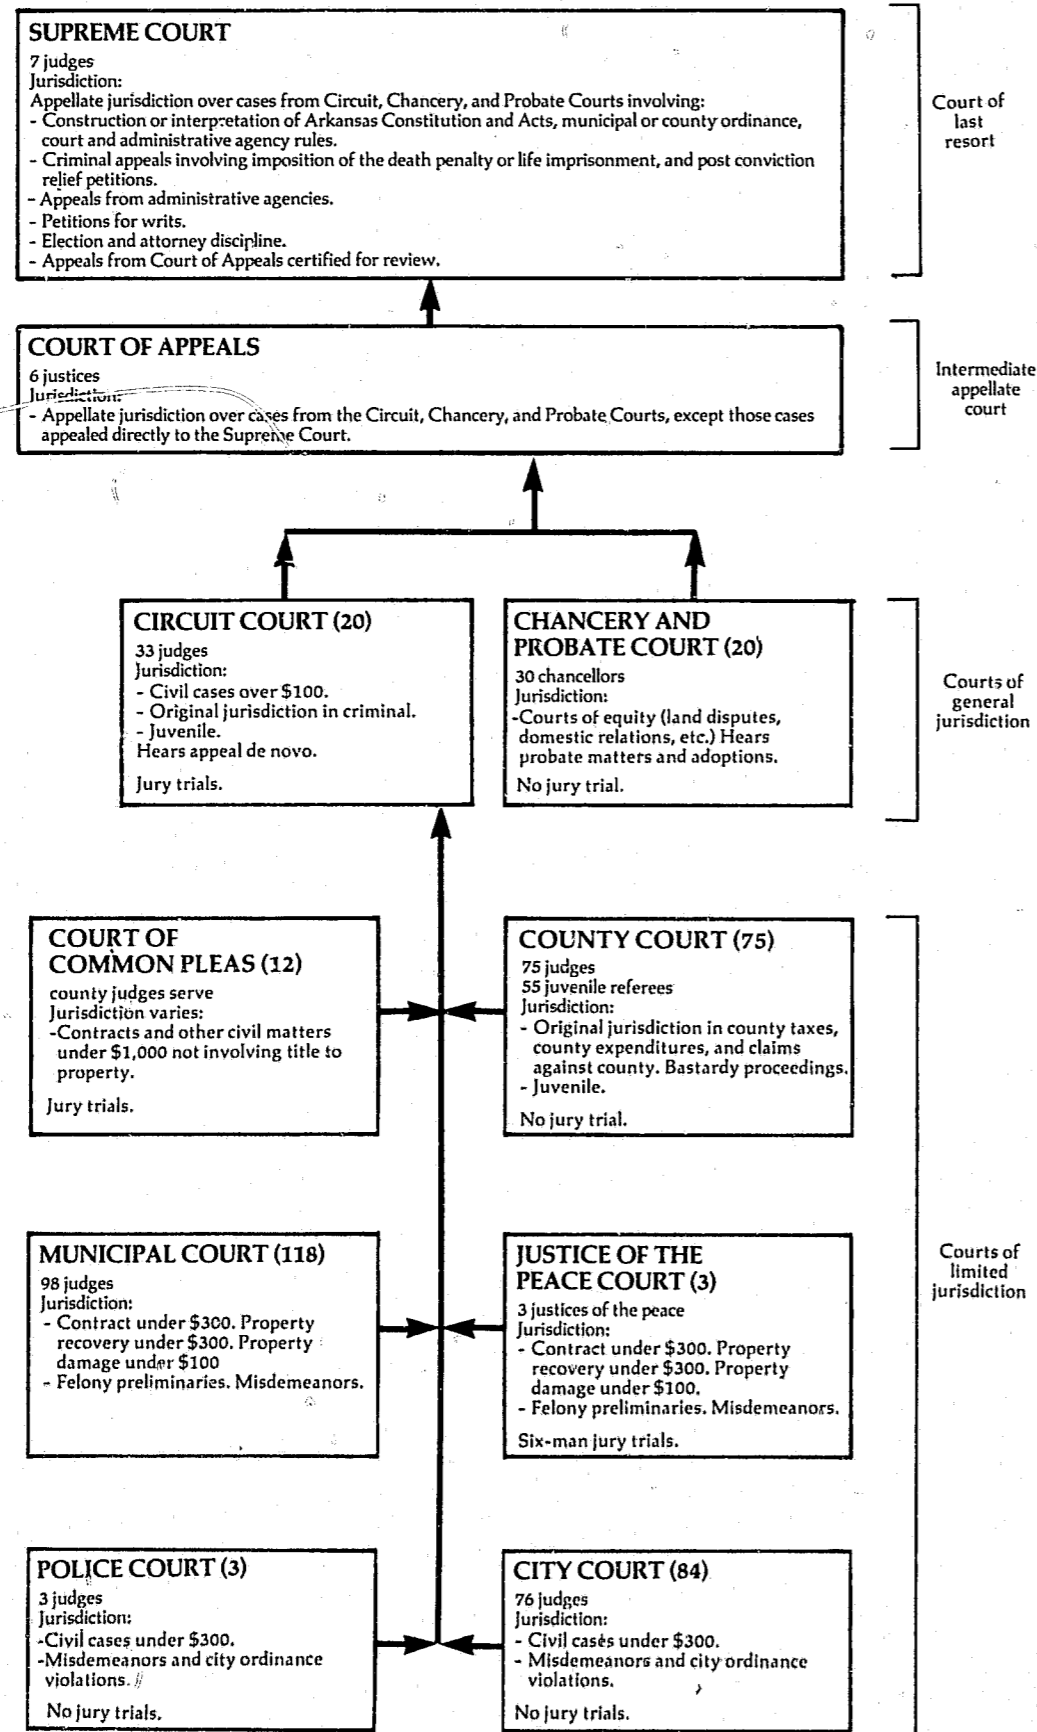 SUPREME COURT
7 judges
Jurisdiction:
Appellate jurisdiction over cases from Circuit, Chancery, and Probate Courts involving:
- Construction or interpretation of Arkansas Constitution and Acts, municipal or county ordinance,
court and administrative agency rules.
- Criminal appeals involving imposition of the death penalty or life imprisonment, and post conviction
relief petitions.
- Appeals from administrative agencies.
- Petitions for writs.
- Election and attorney discipline.
- Appeals from Court of Appeals certified for review.
Court of
last
resort
COURT OF APPEALS
6 justices
Jurisdiction:
- Appellate jurisdiction over cases from the Circuit, Chancery, and Probate Courts, except those cases
appealed directly to the Supreme Court.
Intermediate
appellate
court
CIRCUIT COURT (20)
33 judges
Jurisdiction:
- Civil cases over $100.
- Original jurisdiction in criminal.
- Juvenile.
Hears appeal de novo.
Jury trials.
CHANCERY AND
PROBATE COURT (20)
30 chancellors
Jurisdiction:
-Courts of equity (land disputes,
domestic relations, etc.) Hears
probate matters and adoptions.
No jury trial.
Courts of
general
jurisdiction
COURT OF
COMMON PLEAS (12)
county judges serve
Jurisdiction varies:
-Contracts and other civil matters
under $1,000 not involving title to
property.
Jury trials.
COUNTY COURT (75)
75 judges
55 juvenile referees
Jurisdiction:
- Original jurisdiction in county taxes,
county expenditures, and claims
against county. Bastardy proceedings.
- Juvenile.
No jury trial.
MUNICIPAL COURT (118)
98 judges
Jurisdiction:
- Contract under $300. Property
recovery under $300. Property
damage under $100
- Felony preliminaries. Misdemeanors.
JUSTICE OF THE
PEACE COURT (3)
3 justices of the peace
Jurisdiction:
- Contract under $300. Property
recovery under $300. Property
damage under $100.
- Felony preliminaries. Misdemeanors.
Six-man jury trials.
Courts of
limited
jurisdiction
POLICE COURT (3)
3 judges
Jurisdiction:
-Civil cases under $300.
-Misdemeanors and city ordinance
violations.
No jury trials.
CITY COURT (84)
76 judges
Jurisdiction:
- Civil cases under $300.
- Misdemeanors and city ordinance
violations.
No jury trials.